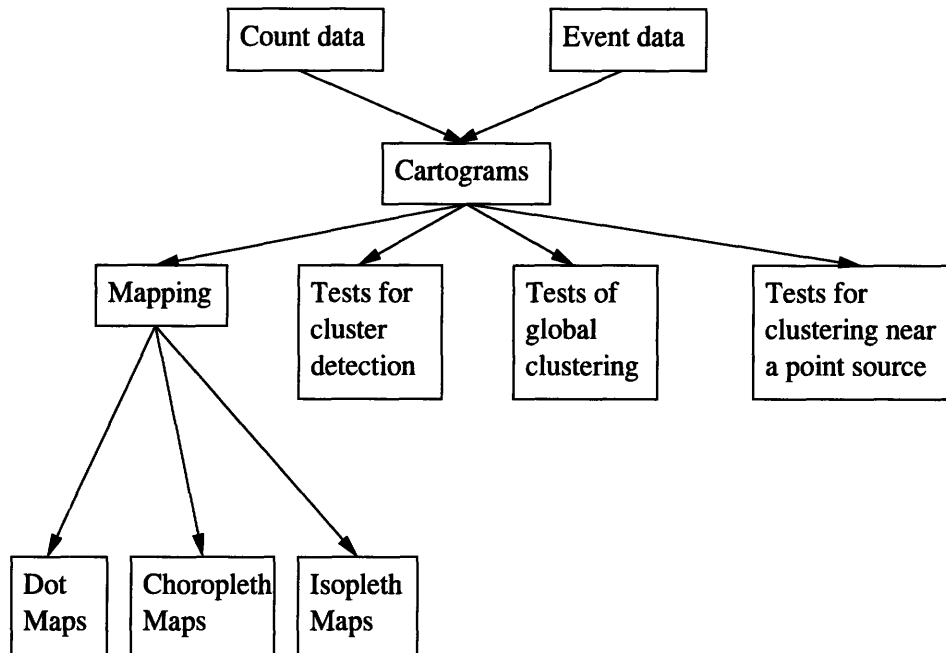 Count data
Event data
Cartograms
Mapping
Tests for
cluster
detection
Tests of
global
clustering
Tests for
clustering near
a point source
Dot
Maps
Choropleth
Maps
Isopleth
Maps